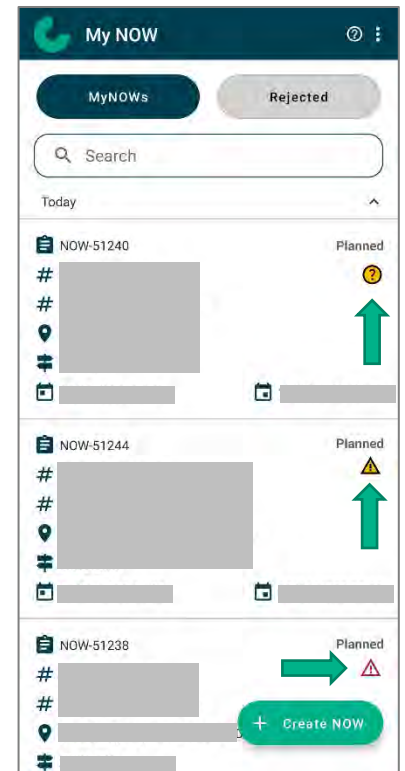 My NOW
MyNOWs Rejected
Search
Today
NOW-51240 Planned
NOW-51244 Planned
NOW-51238 Planned
+ Create NOW